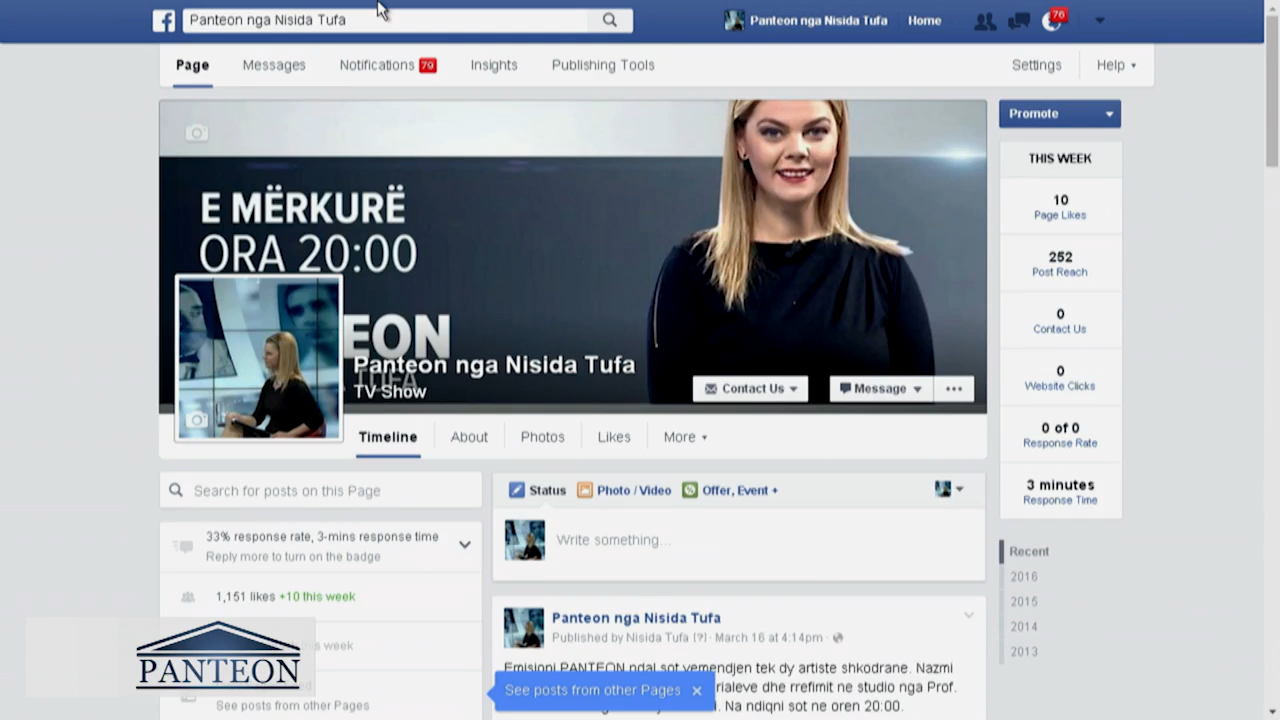 Panteon nga Nisida Tufa
Panteon nga Nisida Tufa
Home
76
Page
Messages
Notifications 79
Insights
Publishing Tools
Settings
Help
E MËRKURË
ORA 20:00
EON
Panteon nga Nisida Tufa
TV Show
Contact Us
Message
Promote
THIS WEEK
10
Page Likes
252
Post Reach
0
Contact Us
0
Website Clicks
0 of 0
Response Rate
3 minutes
Response Time
Timeline
About
Photos
Likes
More
Search for posts on this Page
33% response rate, 3-mins response time
Reply more to turn on the badge
1,151 likes +10 this week
is week
See posts from other Pages
PANTEON
Status
Photo / Video
Offer, Event +
Write something...
Panteon nga Nisida Tufa
Published by Nisida Tufa [?] · March 16 at 4:14pm ·
Emisioni PANTEON ndal sot vemendjen tek dy artiste shkodrane. Nazmi
rialeve dhe rrefimit ne studio nga Prof.
Na ndiqni sot ne oren 20:00.
See posts from other Pages
Recent
2016
2015
2014
2013